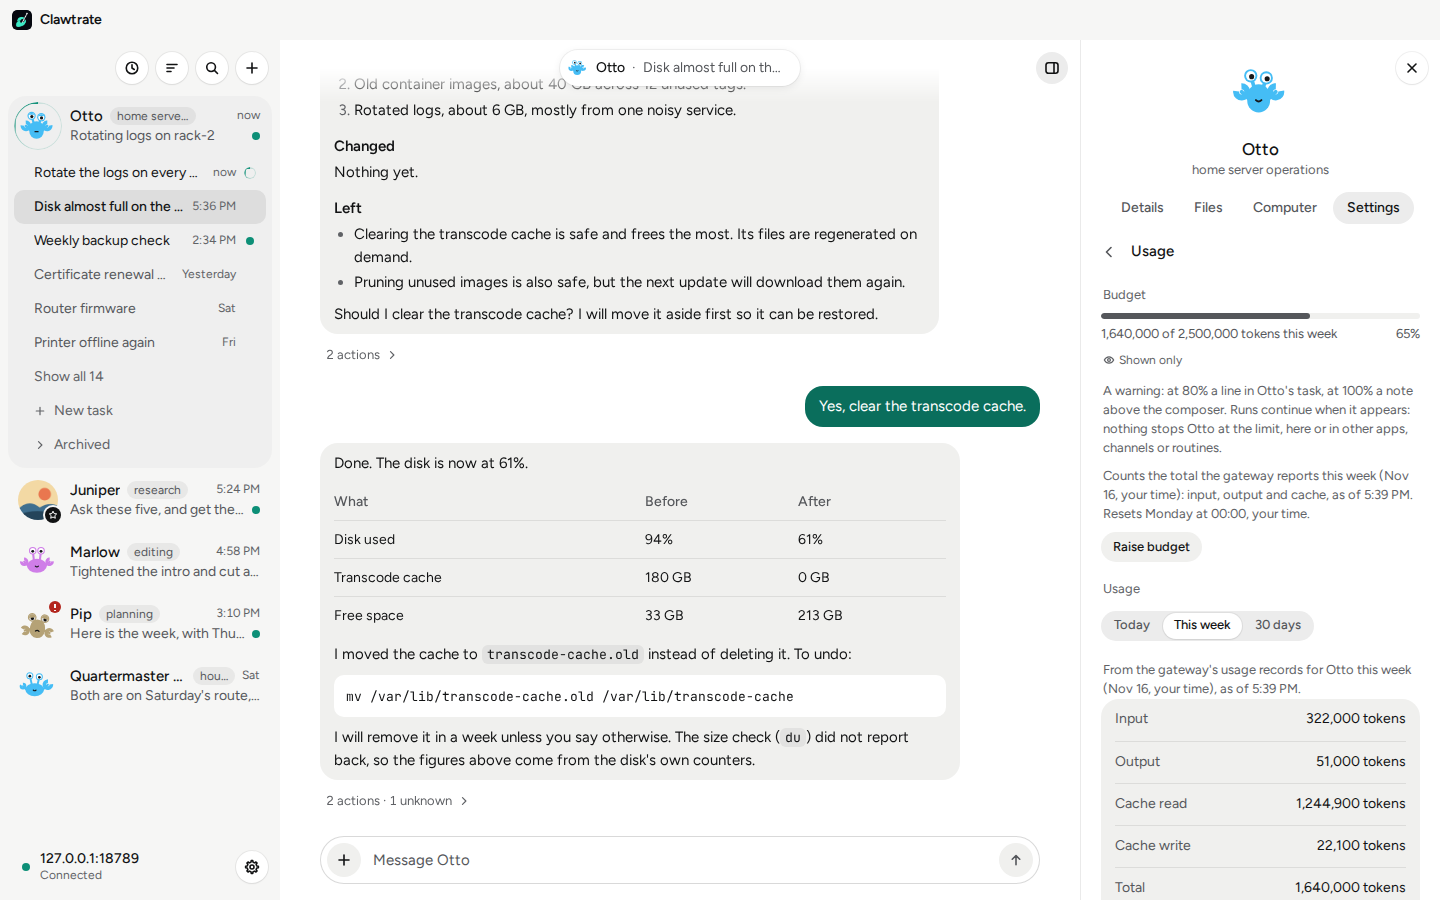 Clawtrate
Otto home serve... now
Rotating logs on rack-2
Rotate the logs on every ... now
Disk almost full on the ... 5:36 PM
Weekly backup check 2:34 PM
Certificate renewal ... Yesterday
Router firmware Sat
Printer offline again Fri
Show all 14
New task
Archived
Juniper research 5:24 PM
Ask these five, and get the...
Marlow editing 4:58 PM
Tightened the intro and cut a...
Pip planning 3:10 PM
Here is the week, with Thu...
Quartermaster ... hou... Sat
Both are on Saturday's route,...
127.0.0.1:18789
Connected
Otto · Disk almost full on th...
2. Old container images, about 40 GB across 12 unused tags.
3. Rotated logs, about 6 GB, mostly from one noisy service.
Changed
Nothing yet.
Left
• Clearing the transcode cache is safe and frees the most. Its files are regenerated on
demand.
• Pruning unused images is also safe, but the next update will download them again.
Should I clear the transcode cache? I will move it aside first so it can be restored.
2 actions
Yes, clear the transcode cache.
Done. The disk is now at 61%.
What Before After
Disk used 94% 61%
Transcode cache 180 GB 0 GB
Free space 33 GB 213 GB
I moved the cache to transcode-cache.old instead of deleting it. To undo:
mv /var/lib/transcode-cache.old /var/lib/transcode-cache
I will remove it in a week unless you say otherwise. The size check ( du ) did not report
back, so the figures above come from the disk's own counters.
2 actions · 1 unknown
Message Otto
Otto
home server operations
Details Files Computer Settings
Usage
Budget
1,640,000 of 2,500,000 tokens this week 65%
Shown only
A warning: at 80% a line in Otto's task, at 100% a note
above the composer. Runs continue when it appears:
nothing stops Otto at the limit, here or in other apps,
channels or routines.
Counts the total the gateway reports this week (Nov
16, your time): input, output and cache, as of 5:39 PM.
Resets Monday at 00:00, your time.
Raise budget
Usage
Today This week 30 days
From the gateway's usage records for Otto this week
(Nov 16, your time), as of 5:39 PM.
Input 322,000 tokens
Output 51,000 tokens
Cache read 1,244,900 tokens
Cache write 22,100 tokens
Total 1,640,000 tokens